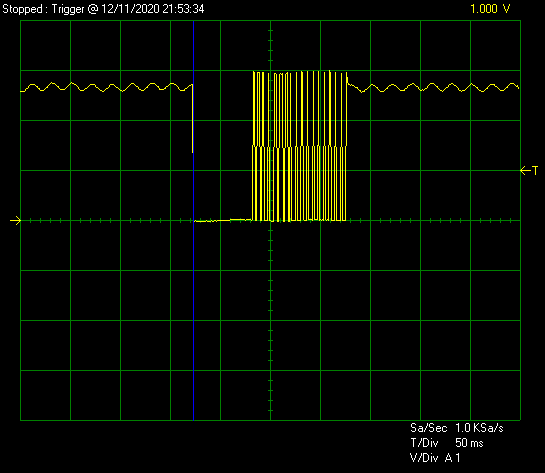 Stopped : Trigger @ 12/11/2020 21:53:34
1.000 V
T
Sa/Sec 1.0 KSa/s
T/Div 50 ms
V/Div A 1